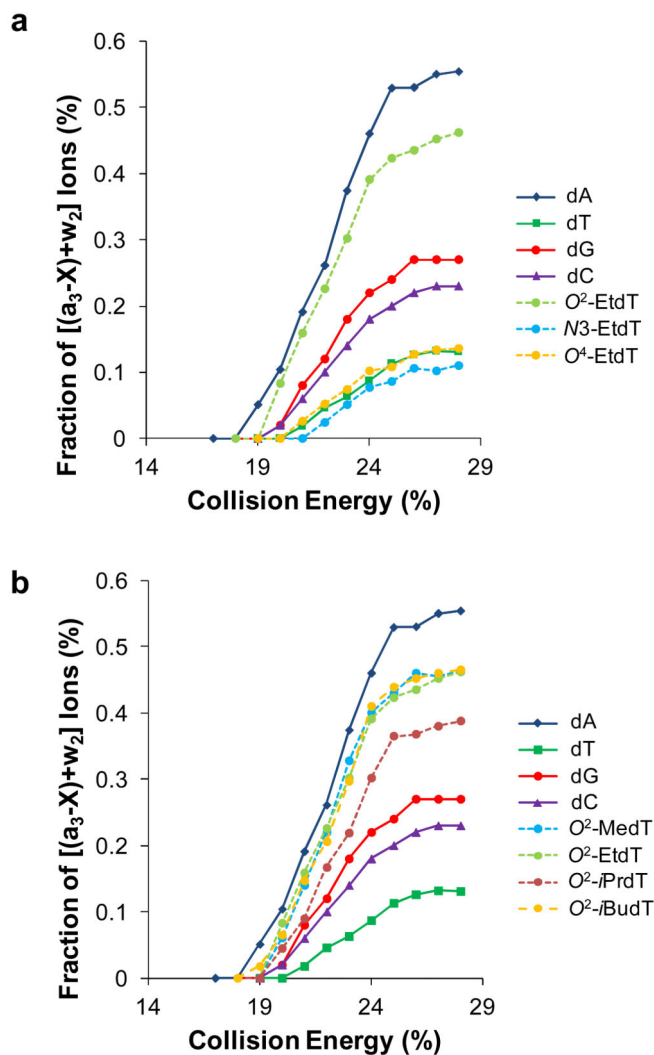 a
Fraction of [(a₃-X)+w₂] Ions (%)
0.6
0.5
0.4
0.3
0.2
0.1
0
14 19 24 29
Collision Energy (%)
dA
dT
dG
dC
O²-EtdT
N3-EtdT
O⁴-EtdT
b
Fraction of [(a₃-X)+w₂] Ions (%)
0.6
0.5
0.4
0.3
0.2
0.1
0
14 19 24 29
Collision Energy (%)
dA
dT
dG
dC
O²-MedT
O²-EtdT
O²-iPrdT
O²-iBudT